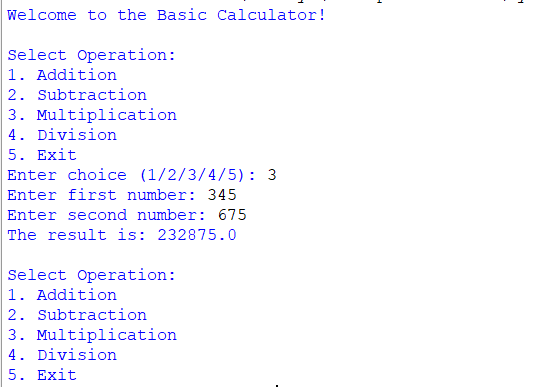 Welcome to the Basic Calculator!
Select Operation:
1. Addition
2. Subtraction
3. Multiplication
4. Division
5. Exit
Enter choice (1/2/3/4/5): 3
Enter first number: 345
Enter second number: 675
The result is: 232875.0
Select Operation:
1. Addition
2. Subtraction
3. Multiplication
4. Division
5. Exit